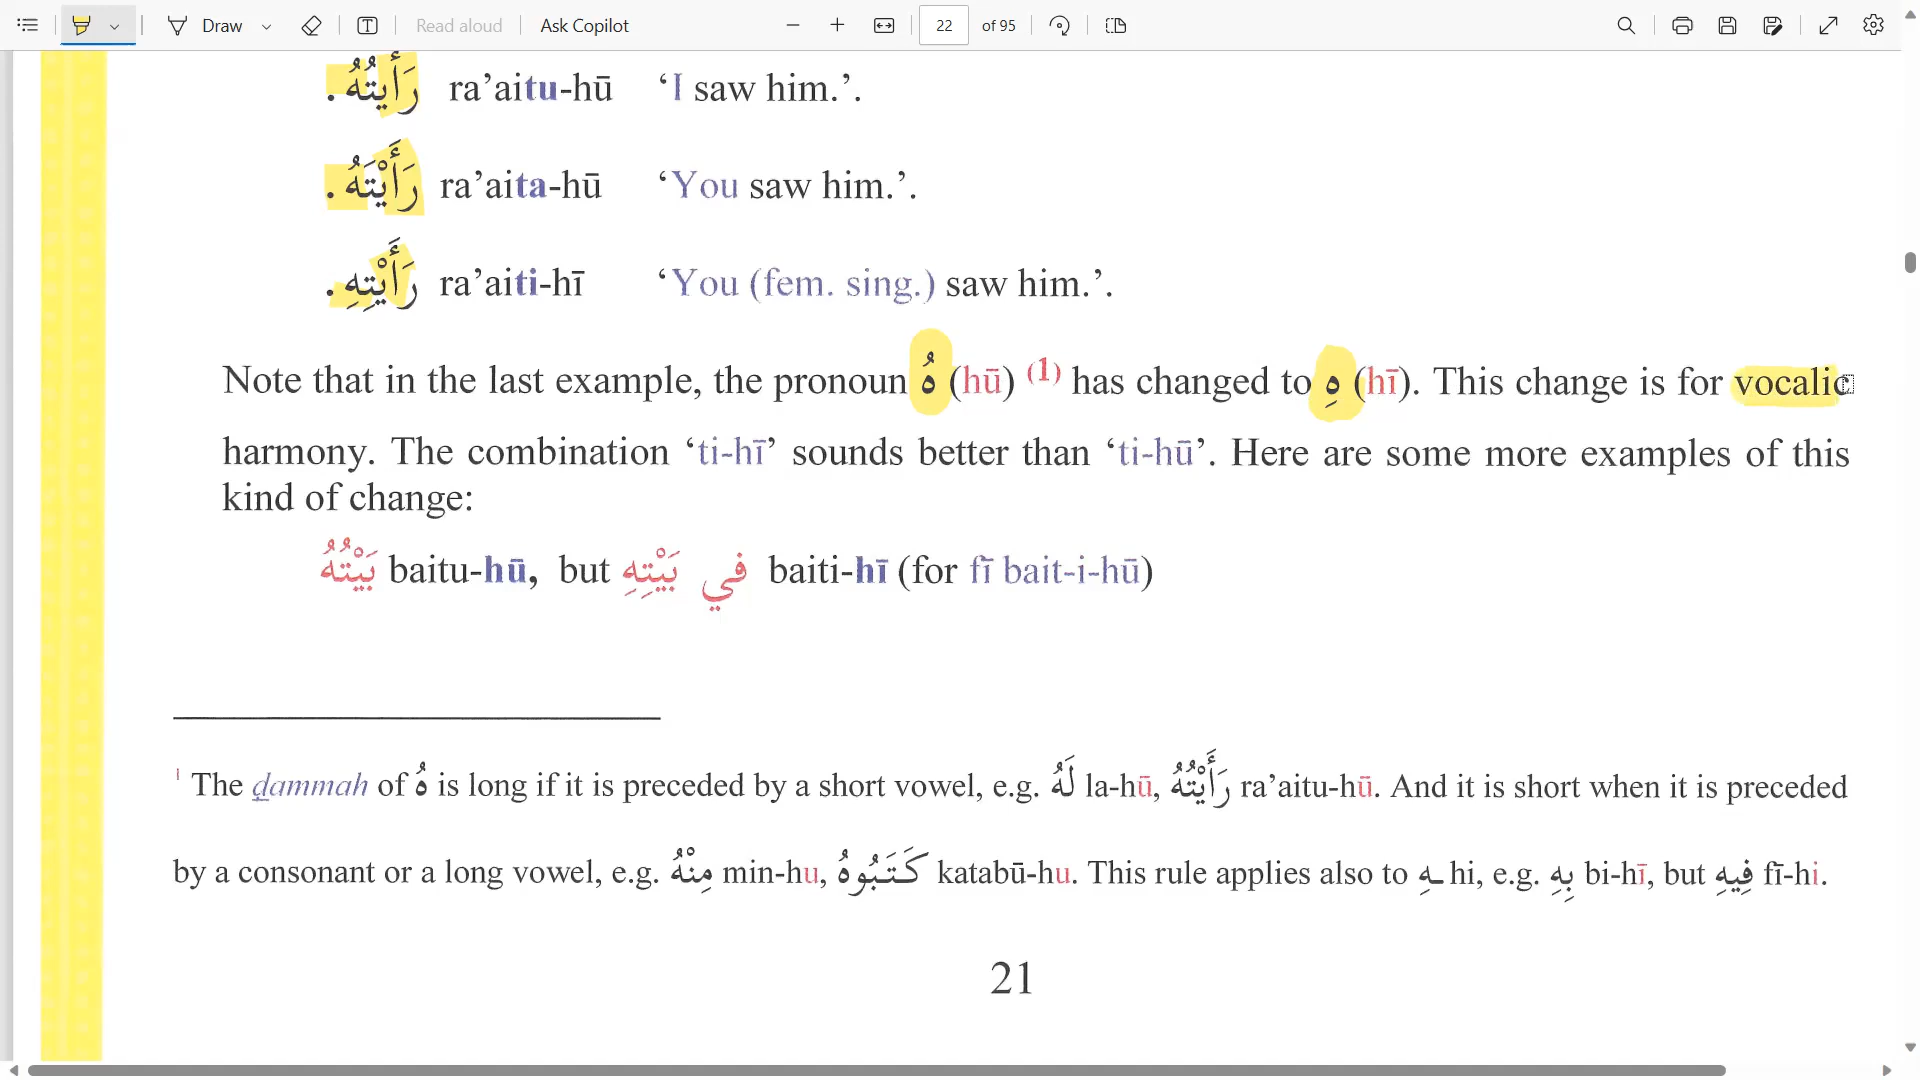 Draw Read aloud Ask Copilot 22 of 95
رَأَيتُهُ . ra’aitu-hū ‘I saw him.’.
رَأَيْتَهُ . ra’aita-hū ‘You saw him.’.
رَأَيْتِهِ . ra’aiti-hī ‘You (fem. sing.) saw him.’.
Note that in the last example, the pronoun هُ (hū) (1) has changed to هِ (hī). This change is for vocalic
harmony. The combination ‘ti-hī’ sounds better than ‘ti-hū’. Here are some more examples of this
kind of change:
بَيْتُهُ baitu-hū, but فِي بَيْتِهِ baiti-hī (for fī bait-i-hū)
1 The ḍammah of هُ is long if it is preceded by a short vowel, e.g. لَهُ la-hū, رَأَيْتُهُ ra’aitu-hū. And it is short when it is preceded
by a consonant or a long vowel, e.g. مِنْهُ min-hu, كَتَبُوهُ katabū-hu. This rule applies also to ـهِ hi, e.g. بِهِ bi-hī, but فِيهِ fī-hi.
21